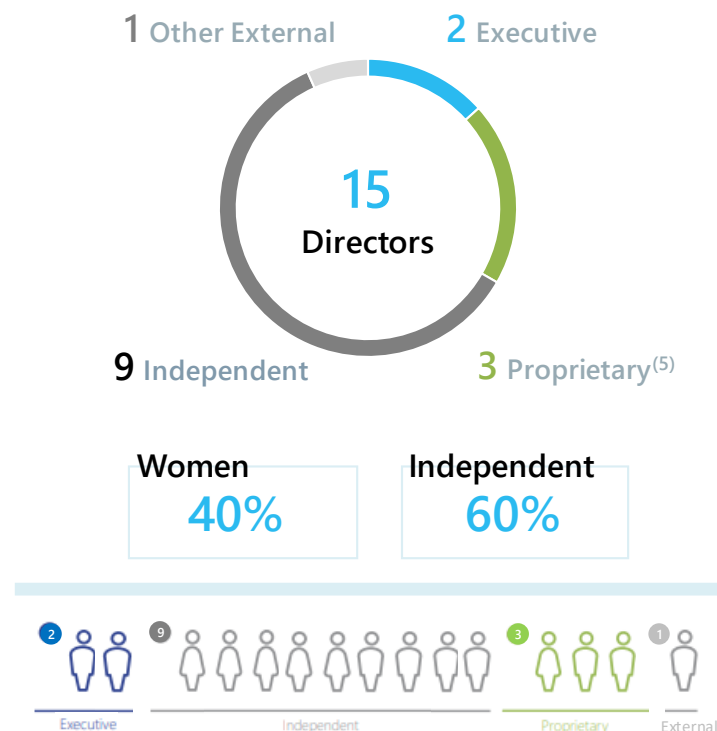 1 Other External
2 Executive
15
Directors
9 Independent
3 Proprietary(5)
Women
40%
Independent
60%
2
9
3
1
Executive
Independent
Proprietary
External